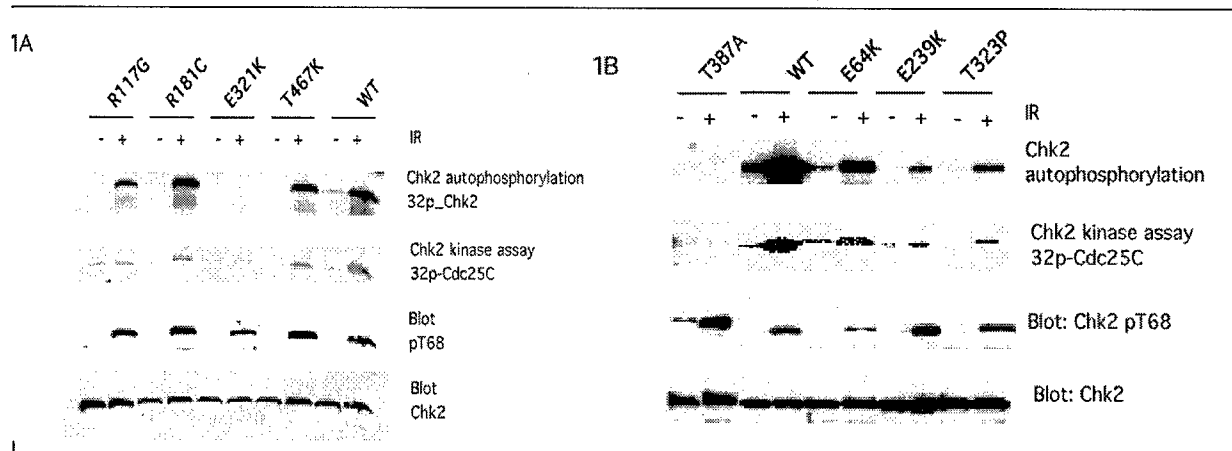 1A
R117G R181C E321K T467K WT
- + - + - + - + - + IR
Chk2 autophosphorylation
32p_Chk2
Chk2 kinase assay
32p-Cdc25C
Blot
pT68
Blot
Chk2
1B
T387A WT E64K E239K T323P
- + - + - + - + - + IR
Chk2
autophosphorylation
Chk2 kinase assay
32p-Cdc25C
Blot: Chk2 pT68
Blot: Chk2